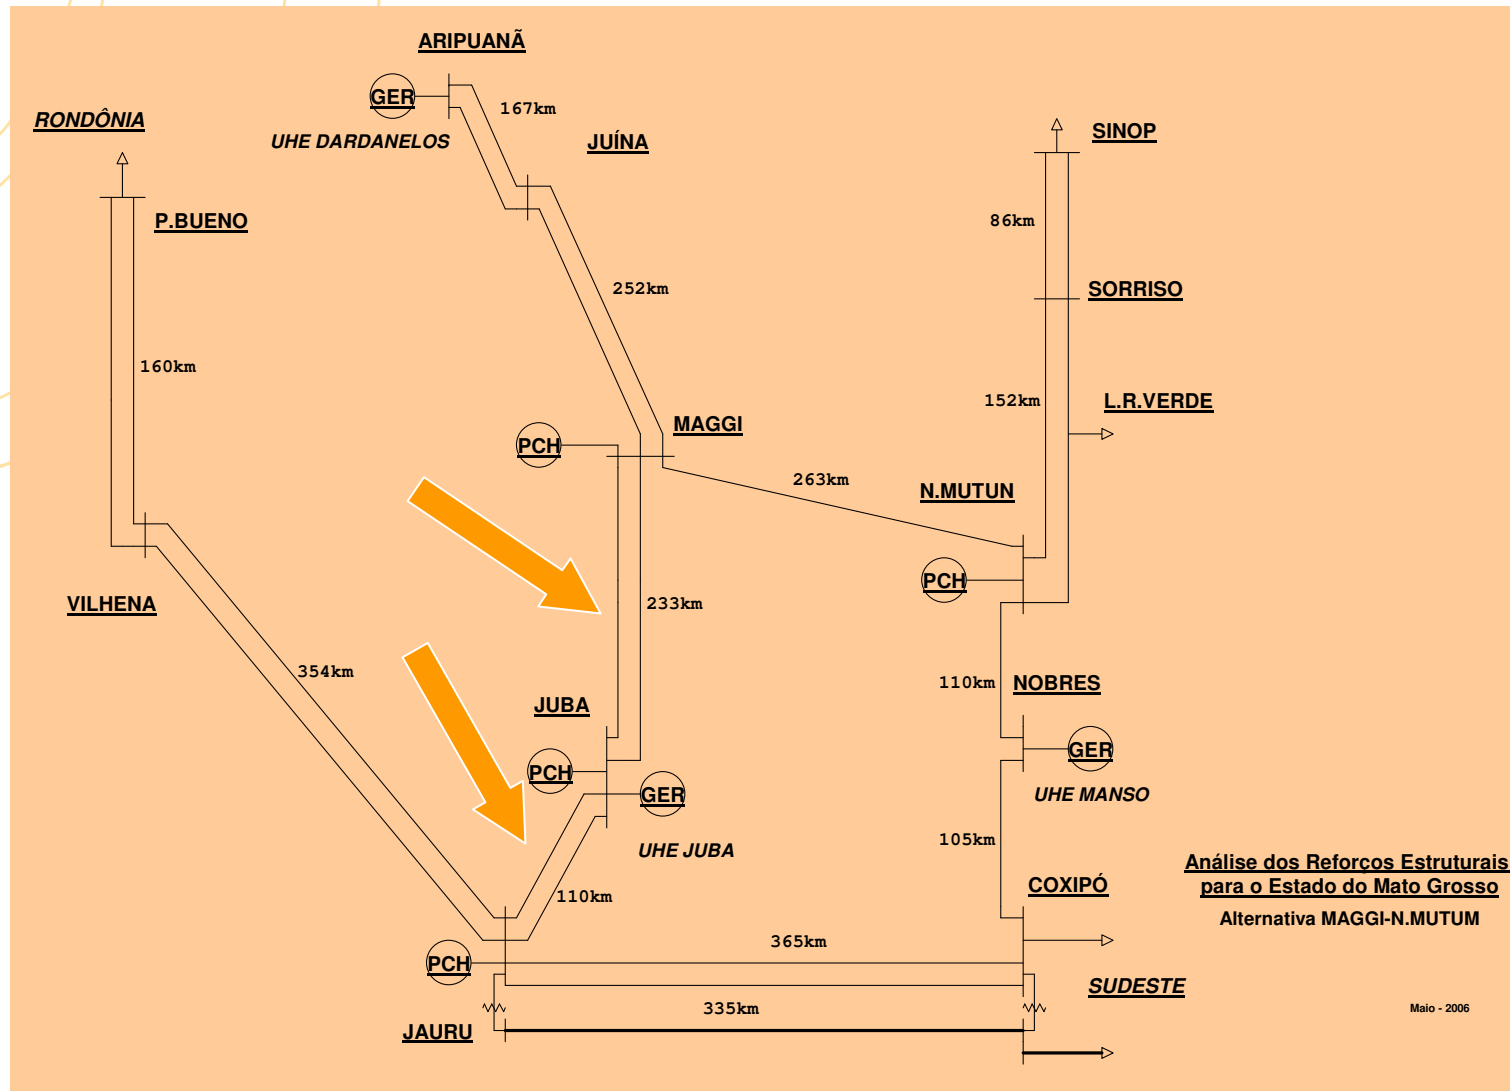 ARIPUANÃ
GER
167km
RONDÔNIA
UHE DARDANELOS
JUÍNA
SINOP
P.BUENO
86km
252km
SORRISO
160km
152km
L.R.VERDE
MAGGI
PCH
263km
N.MUTUN
PCH
VILHENA
233km
354km
110km
NOBRES
JUBA
GER
PCH
GER
UHE MANSO
UHE JUBA
105km
Análise dos Reforços Estruturais
para o Estado do Mato Grosso
Alternativa MAGGI-N.MUTUM
COXIPÓ
110km
365km
PCH
SUDESTE
335km
Maio - 2006
JAURU